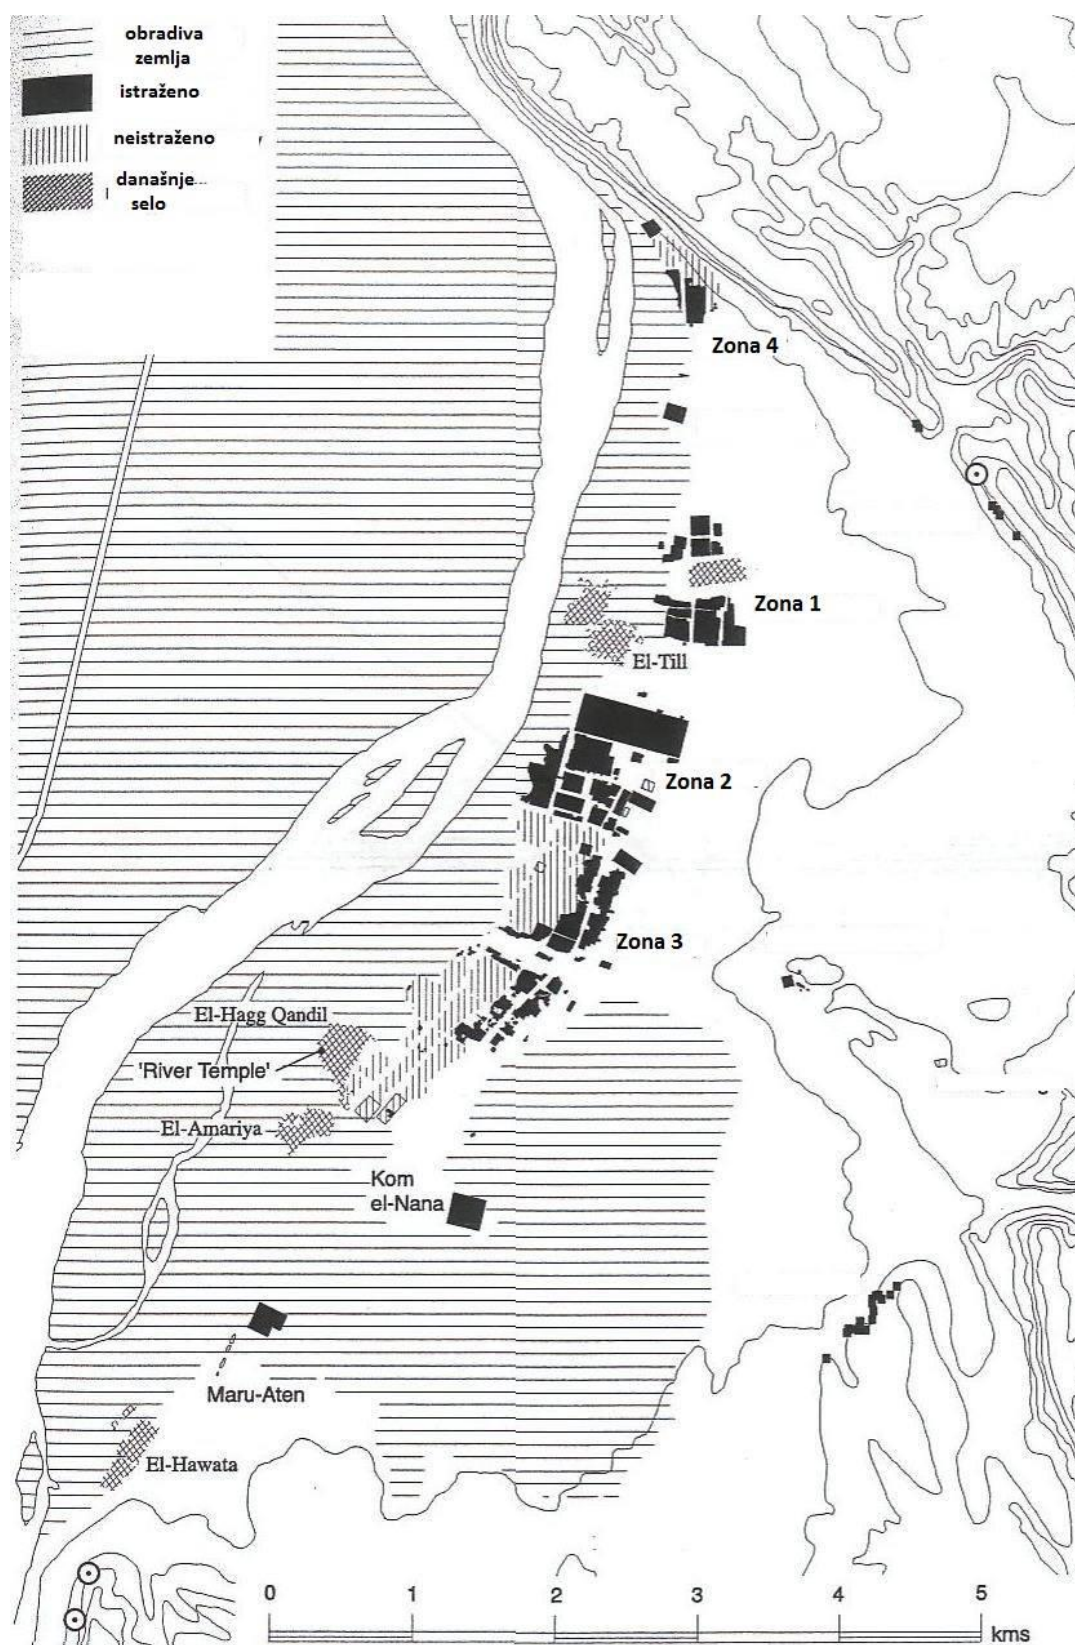 obradiva
zemlja
istraženo
neistraženo
današnje
selo
Zona 4
Zona 1
El-Till
Zona 2
Zona 3
El-Hagg Qandil
'River Temple'
El-Amariya
Kom
el-Nana
Maru-Aten
El-Hawata
0 1 2 3 4 5
kms